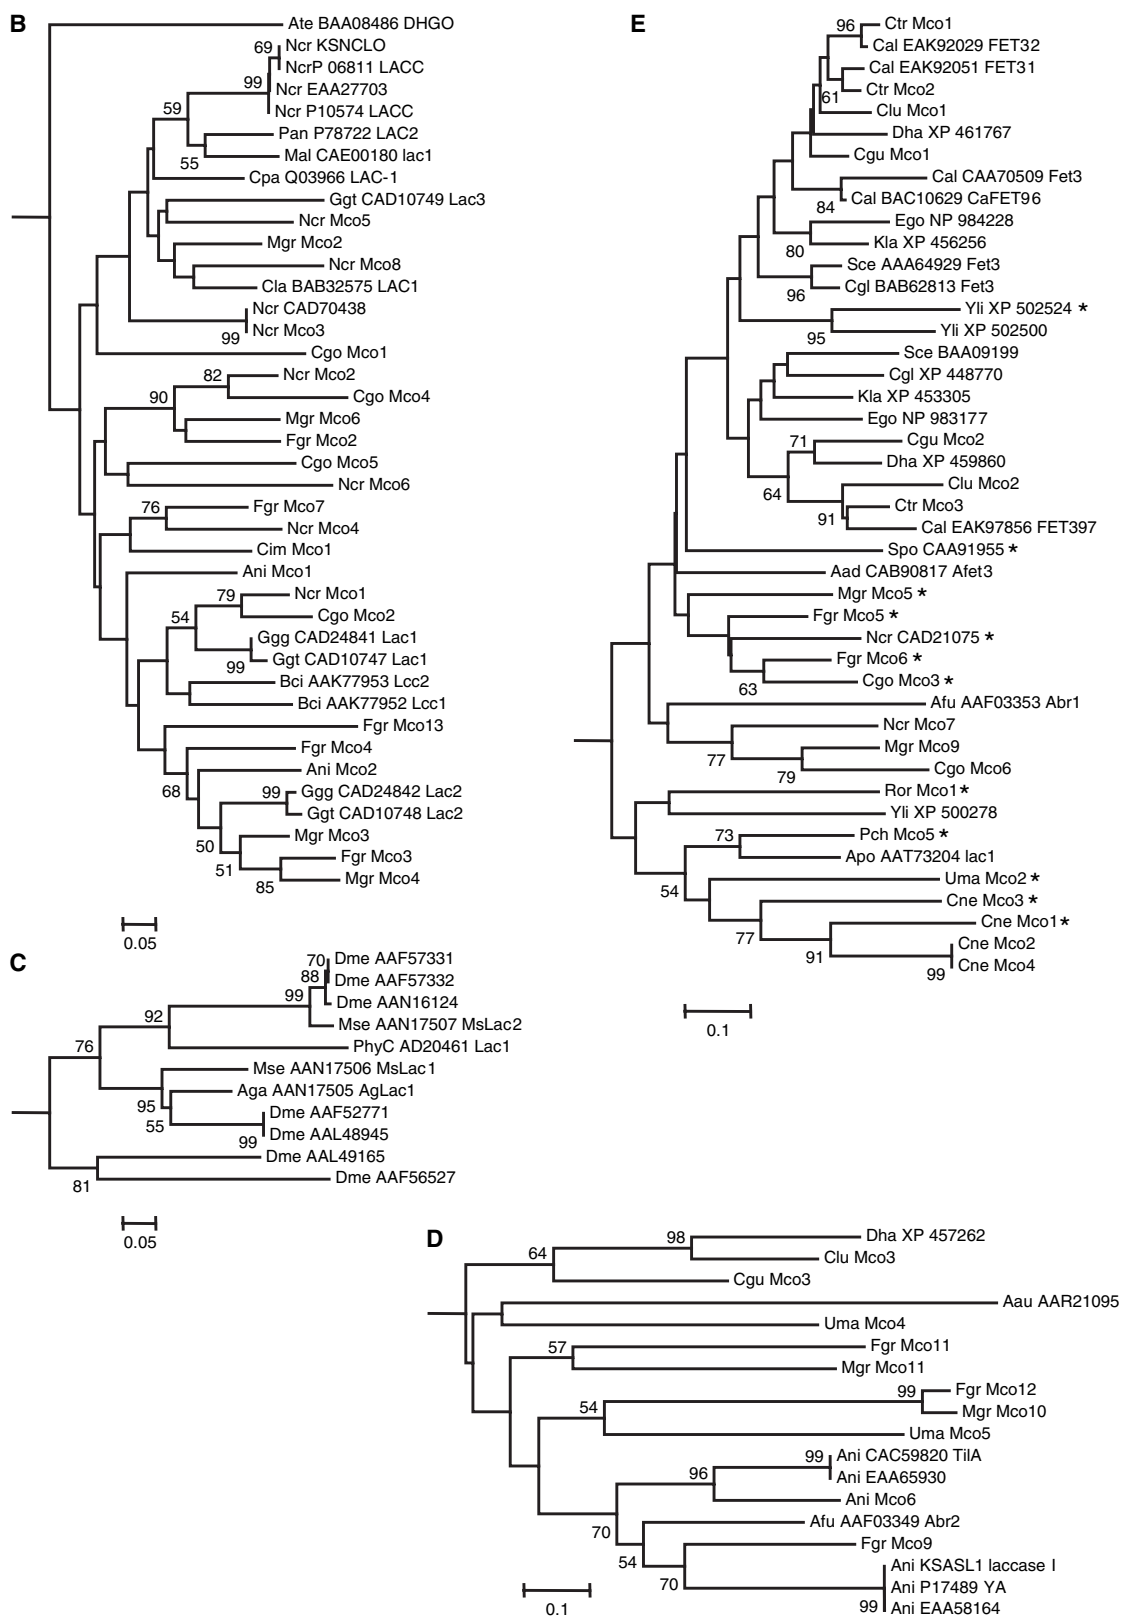 B
Ate BAA08486 DHGO
69
Ncr KSNCLO
NcrP 06811 LACC
99
Ncr EAA27703
Ncr P10574 LACC
59
Pan P78722 LAC2
Mal CAE00180 lac1
55
Cpa Q03966 LAC-1
Ggt CAD10749 Lac3
Ncr Mco5
Mgr Mco2
Ncr Mco8
Cla BAB32575 LAC1
Ncr CAD70438
Ncr Mco3
99
Cgo Mco1
82
Ncr Mco2
90
Cgo Mco4
Mgr Mco6
Fgr Mco2
Cgo Mco5
Ncr Mco6
76
Fgr Mco7
Ncr Mco4
Cim Mco1
Ani Mco1
79
Ncr Mco1
54
Cgo Mco2
Ggg CAD24841 Lac1
99
Ggt CAD10747 Lac1
Bci AAK77953 Lcc2
Bci AAK77952 Lcc1
Fgr Mco13
Fgr Mco4
Ani Mco2
68
99
Ggg CAD24842 Lac2
Ggt CAD10748 Lac2
Mgr Mco3
50
Fgr Mco3
51
Mgr Mco4
85
0.05
E
96
Ctr Mco1
Cal EAK92029 FET32
Cal EAK92051 FET31
Ctr Mco2
61
Clu Mco1
Dha XP 461767
Cgu Mco1
Cal CAA70509 Fet3
Cal BAC10629 CaFET96
84
Ego NP 984228
Kla XP 456256
80
Sce AAA64929 Fet3
Cgl BAB62813 Fet3
96
Yli XP 502524 *
Yli XP 502500
95
Sce BAA09199
Cgl XP 448770
Kla XP 453305
Ego NP 983177
71
Cgu Mco2
Dha XP 459860
64
Clu Mco2
Ctr Mco3
91
Cal EAK97856 FET397
Spo CAA91955 *
Aad CAB90817 Afet3
Mgr Mco5 *
Fgr Mco5 *
Ncr CAD21075 *
Fgr Mco6 *
Cgo Mco3 *
63
Afu AAF03353 Abr1
Ncr Mco7
77
Mgr Mco9
Cgo Mco6
79
Ror Mco1 *
Yli XP 500278
73
Pch Mco5 *
Apo AAT73204 lac1
54
Uma Mco2 *
Cne Mco3 *
77
Cne Mco1 *
91
Cne Mco2
Cne Mco4
99
0.1
C
70
Dme AAF57331
88
Dme AAF57332
99
Dme AAN16124
92
Mse AAN17507 MsLac2
76
PhyC AD20461 Lac1
Mse AAN17506 MsLac1
95
Aga AAN17505 AgLac1
55
Dme AAF52771
99
Dme AAL48945
Dme AAL49165
81
Dme AAF56527
0.05
D
98
Dha XP 457262
64
Clu Mco3
Cgu Mco3
Aau AAR21095
Uma Mco4
57
Fgr Mco11
Mgr Mco11
99
Fgr Mco12
54
Mgr Mco10
Uma Mco5
99
Ani CAC59820 TilA
96
Ani EAA65930
Ani Mco6
70
Afu AAF03349 Abr2
54
Fgr Mco9
70
Ani KSASL1 laccase I
Ani P17489 YA
99
Ani EAA58164
0.1